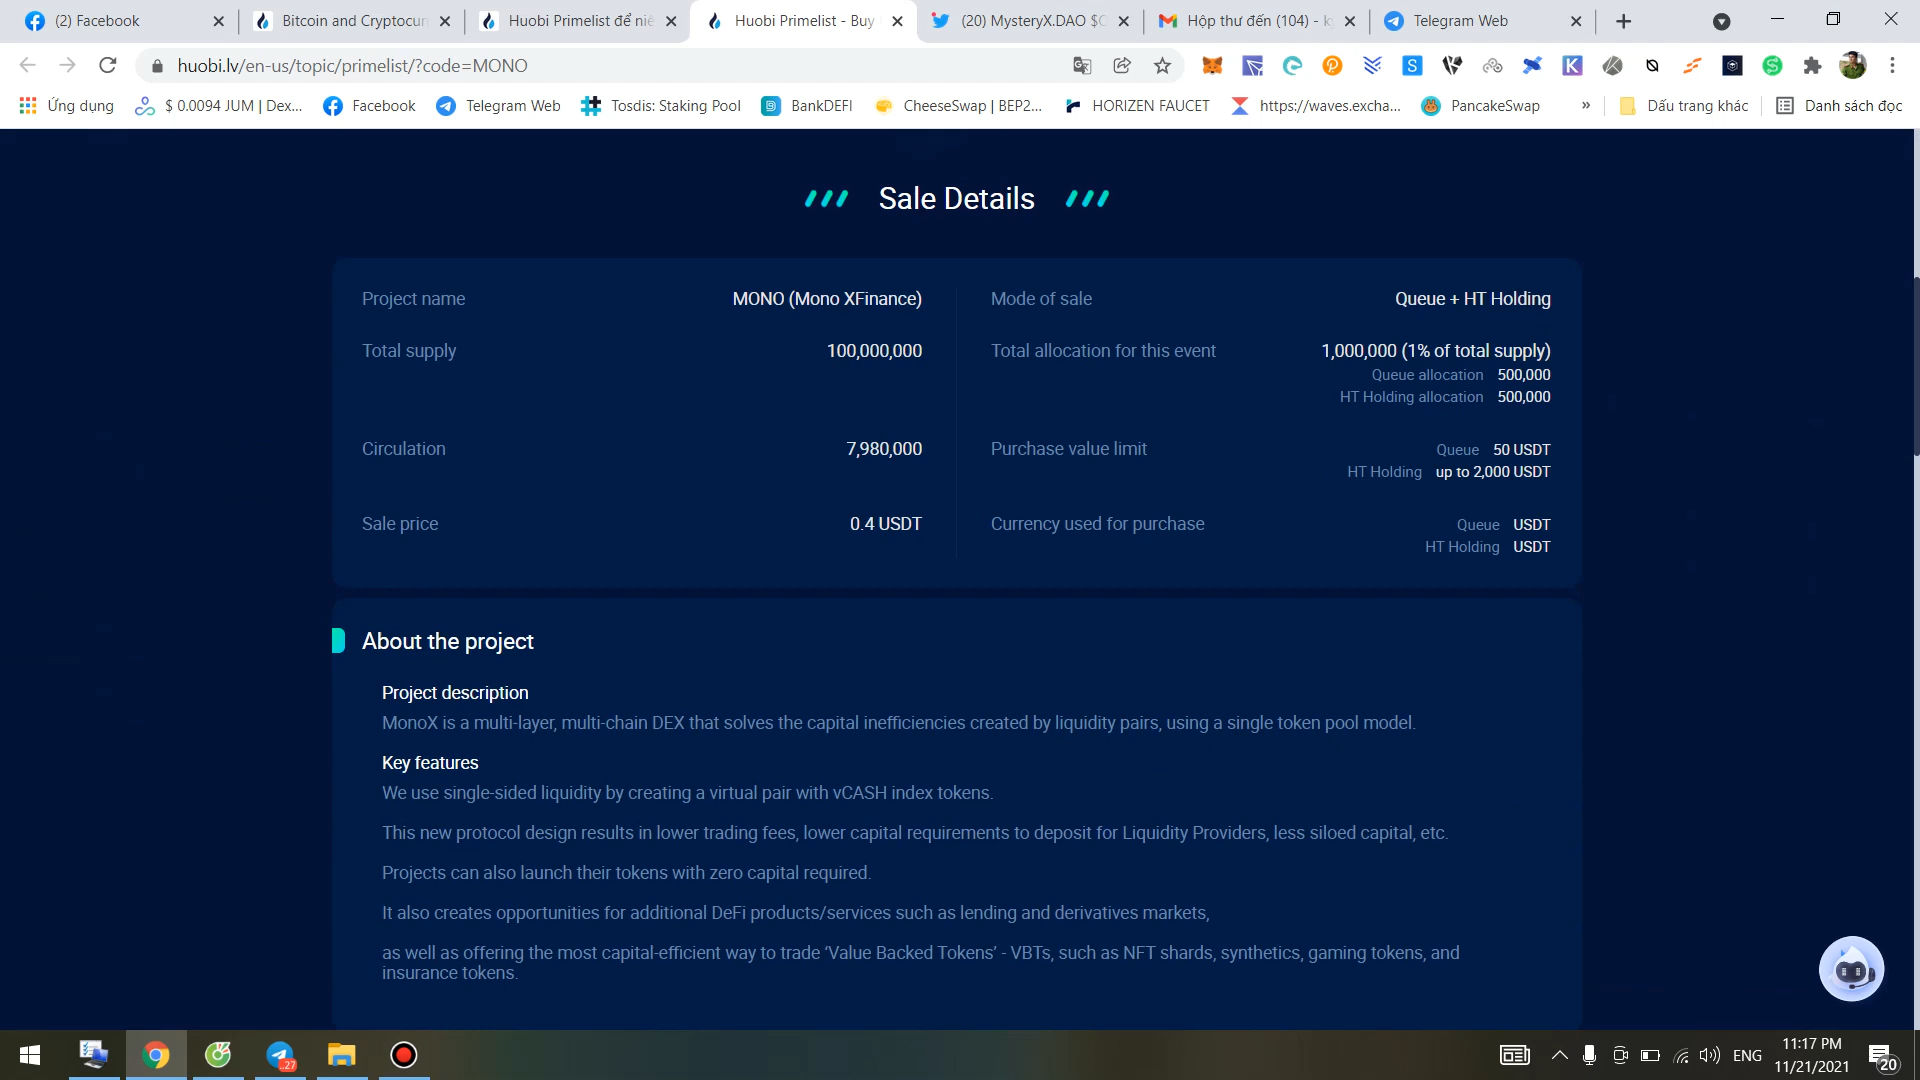 (2) Facebook
Bitcoin and Cryptocur
Huobi Primelist để niê
Huobi Primelist - Buy
(20) MysteryX.DAO $C
Hộp thư đến (104) - k
Telegram Web
huobi.lv/en-us/topic/primelist/?code=MONO
Ứng dụng
$ 0.0094 JUM | Dex...
Facebook
Telegram Web
Tosdis: Staking Pool
BankDEFI
CheeseSwap | BEP2...
HORIZEN FAUCET
https://waves.excha...
PancakeSwap
»
Dấu trang khác
Danh sách đọc
Sale Details
Project name MONO (Mono XFinance)
Mode of sale Queue + HT Holding
Total supply 100,000,000
Total allocation for this event 1,000,000 (1% of total supply)
Queue allocation 500,000
HT Holding allocation 500,000
Circulation 7,980,000
Purchase value limit Queue 50 USDT
HT Holding up to 2,000 USDT
Sale price 0.4 USDT
Currency used for purchase Queue USDT
HT Holding USDT
About the project
Project description
MonoX is a multi-layer, multi-chain DEX that solves the capital inefficiencies created by liquidity pairs, using a single token pool model.
Key features
We use single-sided liquidity by creating a virtual pair with vCASH index tokens.
This new protocol design results in lower trading fees, lower capital requirements to deposit for Liquidity Providers, less siloed capital, etc.
Projects can also launch their tokens with zero capital required.
It also creates opportunities for additional DeFi products/services such as lending and derivatives markets,
as well as offering the most capital-efficient way to trade ‘Value Backed Tokens’ - VBTs, such as NFT shards, synthetics, gaming tokens, and
insurance tokens.
..27
ENG
11:17 PM
11/21/2021
20